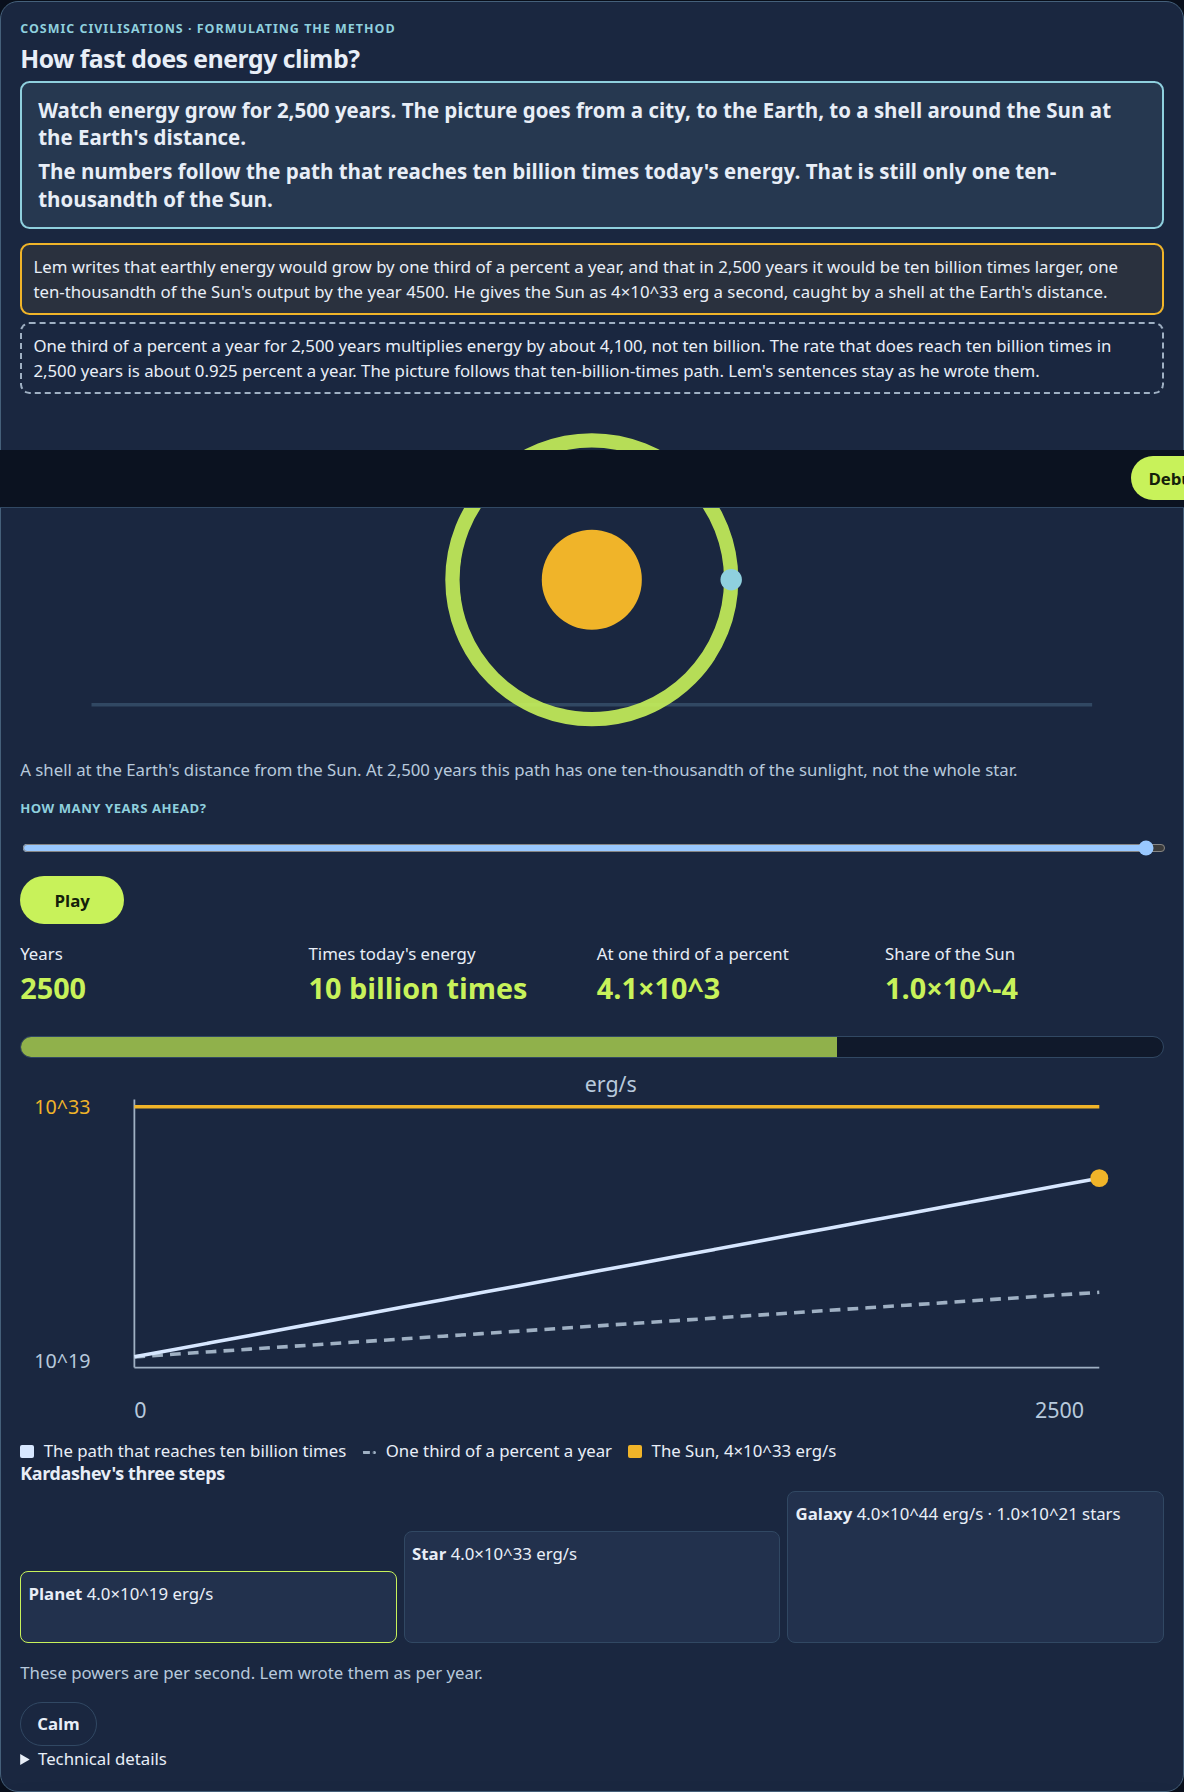 COSMIC CIVILISATIONS · FORMULATING THE METHOD
How fast does energy climb?
Watch energy grow for 2,500 years. The picture goes from a city, to the Earth, to a shell around the Sun at
the Earth's distance.
The numbers follow the path that reaches ten billion times today's energy. That is still only one ten-
thousandth of the Sun.
Lem writes that earthly energy would grow by one third of a percent a year, and that in 2,500 years it would be ten billion times larger, one
ten-thousandth of the Sun's output by the year 4500. He gives the Sun as 4×10^33 erg a second, caught by a shell at the Earth's distance.
One third of a percent a year for 2,500 years multiplies energy by about 4,100, not ten billion. The rate that does reach ten billion times in
2,500 years is about 0.925 percent a year. The picture follows that ten-billion-times path. Lem's sentences stay as he wrote them.
A shell at the Earth's distance from the Sun. At 2,500 years this path has one ten-thousandth of the sunlight, not the whole star.
HOW MANY YEARS AHEAD?
Play
Years Times today's energy At one third of a percent Share of the Sun
2500 10 billion times 4.1×10^3 1.0×10^-4
erg/s
10^33
10^19
0 2500
The path that reaches ten billion times One third of a percent a year The Sun, 4×10^33 erg/s
Kardashev's three steps
Galaxy 4.0×10^44 erg/s · 1.0×10^21 stars
Star 4.0×10^33 erg/s
Planet 4.0×10^19 erg/s
These powers are per second. Lem wrote them as per year.
Calm
Technical details